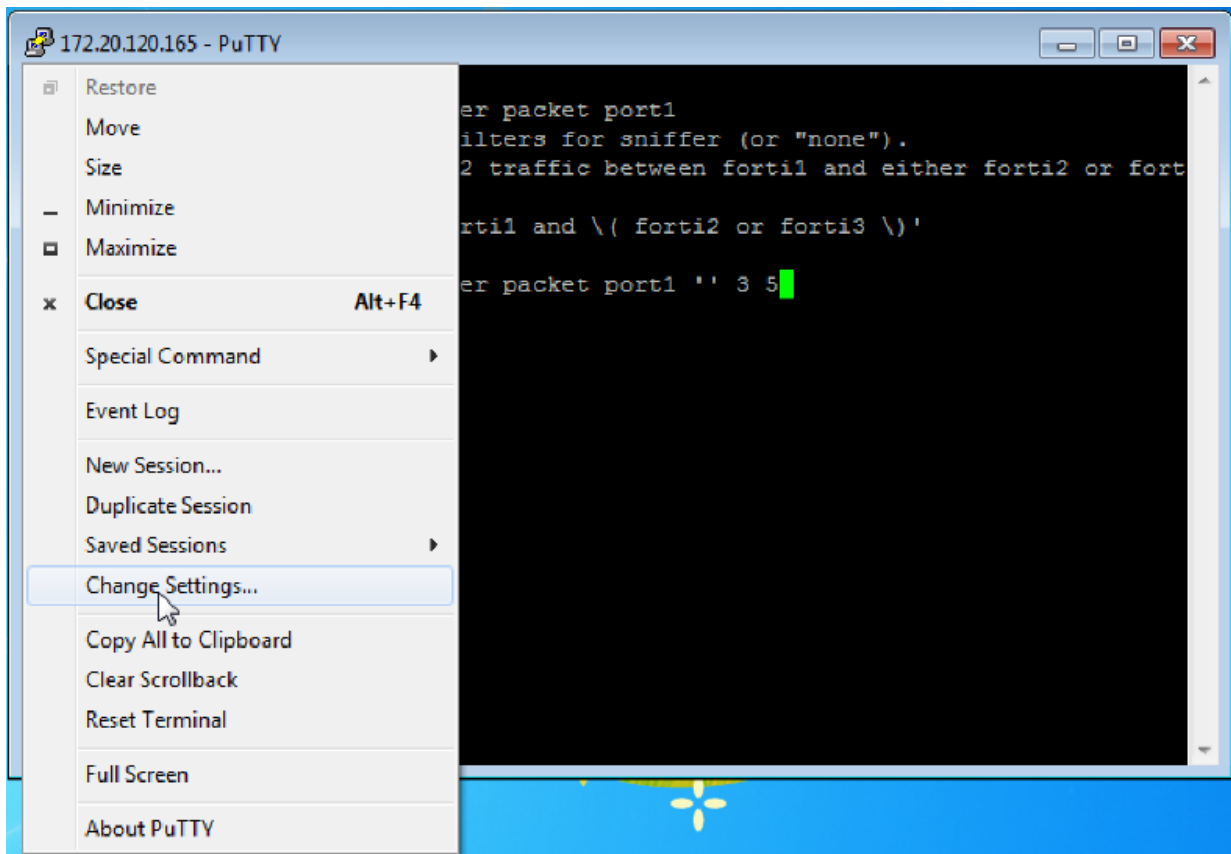 172.20.120.165 - PuTTY
Restore
Move
Size
Minimize
Maximize
Close Alt+F4
Special Command
Event Log
New Session...
Duplicate Session
Saved Sessions
Change Settings...
Copy All to Clipboard
Clear Scrollback
Reset Terminal
Full Screen
About PuTTY
er packet port1
ilters for sniffer (or "none").
2 traffic between forti1 and either forti2 or fort
rti1 and \( forti2 or forti3 \)'
er packet port1 '' 3 5